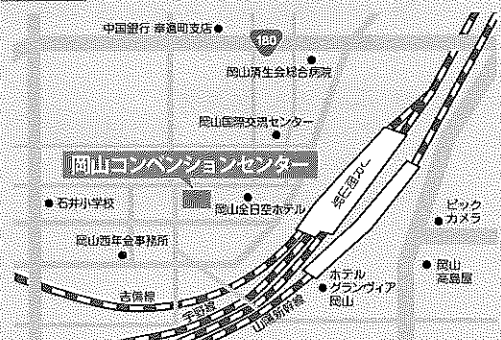 中国銀行 奉還町支店
180
岡山済生会総合病院
岡山国際交流センター
岡山コンベンションセンター
JR岡山駅
石井小学校
岡山全日空ホテル
ビック
カメラ
岡山西年金事務所
岡山
高島屋
ホテル
グランヴィア
岡山
吉備線
宇野線
山陽新幹線